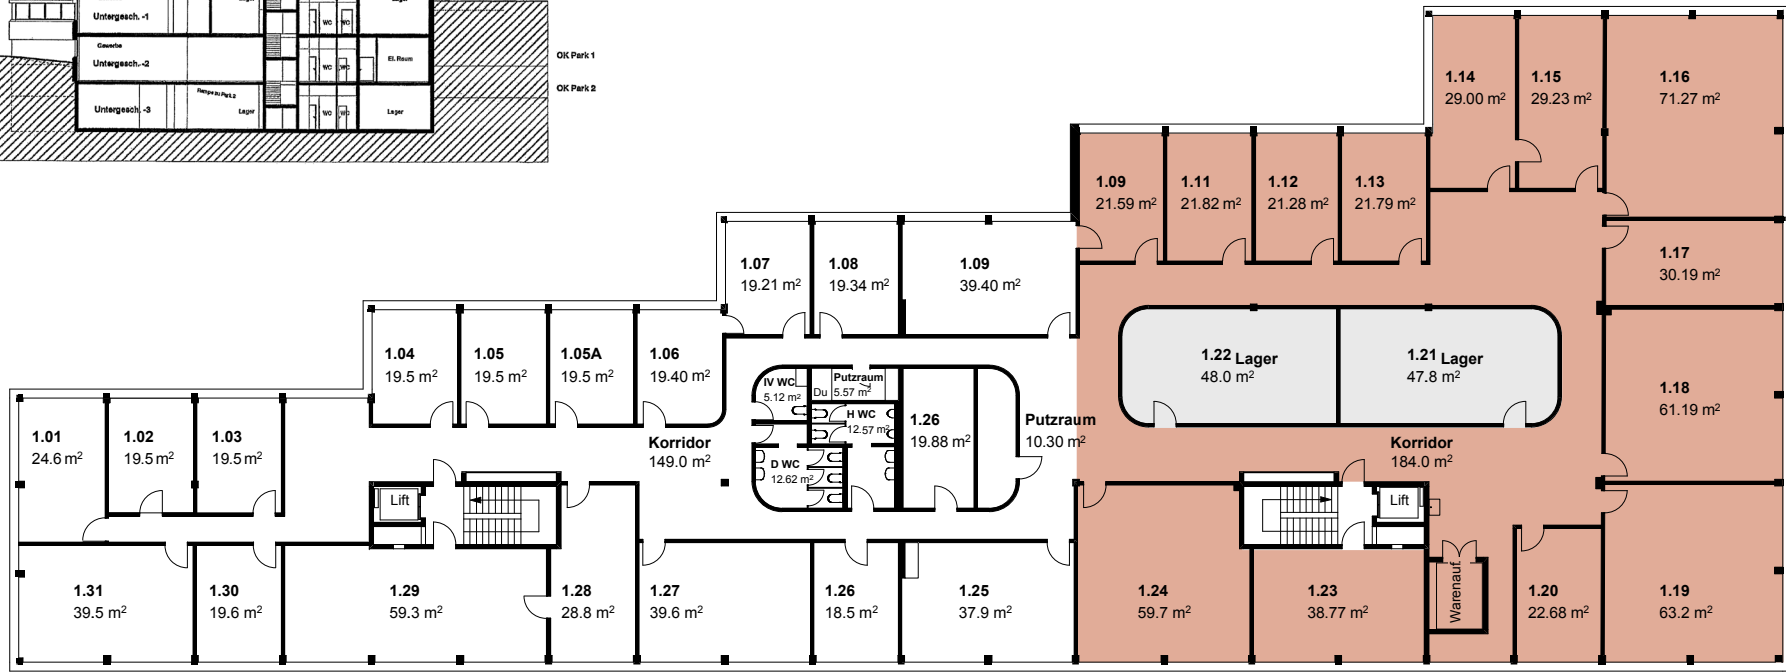 Lager
Lager
Untergesch. -1
WC
WC
Gewerbe
Untergesch. -2
WC
WC
El. Raum
OK Park 1
OK Park 2
Rampe zu Park 2
Untergesch. -3
Lager
WC
WC
Lager
1.14
29.00 m²
1.15
29.23 m²
1.16
71.27 m²
1.09
21.59 m²
1.11
21.82 m²
1.12
21.28 m²
1.13
21.79 m²
1.07
19.21 m²
1.08
19.34 m²
1.09
39.40 m²
1.17
30.19 m²
1.04
19.5 m²
1.05
19.5 m²
1.05A
19.5 m²
1.06
19.40 m²
IV WC
5.12 m²
Putzraum
Du 5.57 m²
H WC
12.57 m²
D WC
12.62 m²
1.26
19.88 m²
Putzraum
10.30 m²
1.22 Lager
48.0 m²
1.21 Lager
47.8 m²
1.18
61.19 m²
1.01
24.6 m²
1.02
19.5 m²
1.03
19.5 m²
Korridor
149.0 m²
Korridor
184.0 m²
Lift
Lift
1.31
39.5 m²
1.30
19.6 m²
1.29
59.3 m²
1.28
28.8 m²
1.27
39.6 m²
1.26
18.5 m²
1.25
37.9 m²
1.24
59.7 m²
1.23
38.77 m²
Warenauf.
1.20
22.68 m²
1.19
63.2 m²